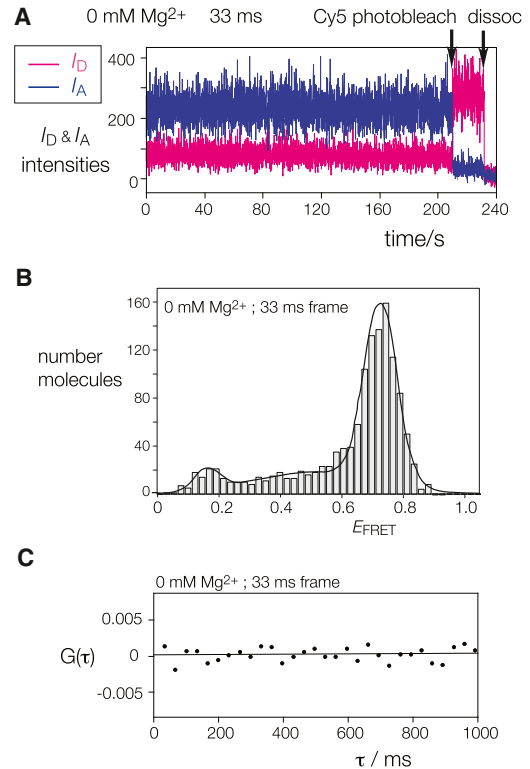 A
0 mM Mg2+ 33 ms
Cy5 photobleach dissoc
ID
IA
ID & IA
intensities
400
200
0
0 40 80 120 160 200 240
time/s
B
0 mM Mg2+ ; 33 ms frame
number
molecules
160
120
80
40
0
0 0.2 0.4 0.6 0.8 1.0
EFRET
C
0 mM Mg2+ ; 33 ms frame
G(τ)
0.005
0
-0.005
0 200 400 600 800 1000
τ / ms